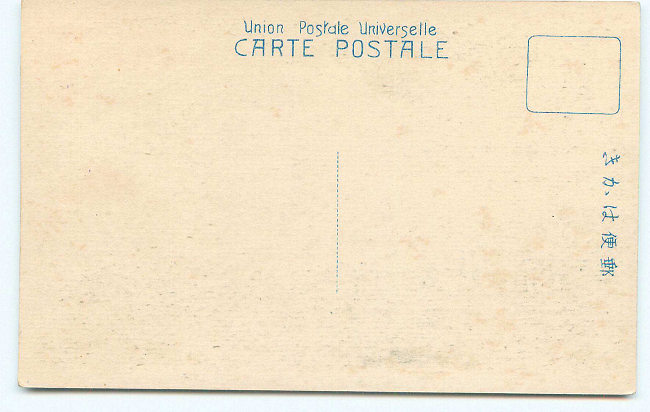 Union Postale Universelle
CARTE POSTALE
郵便はかき